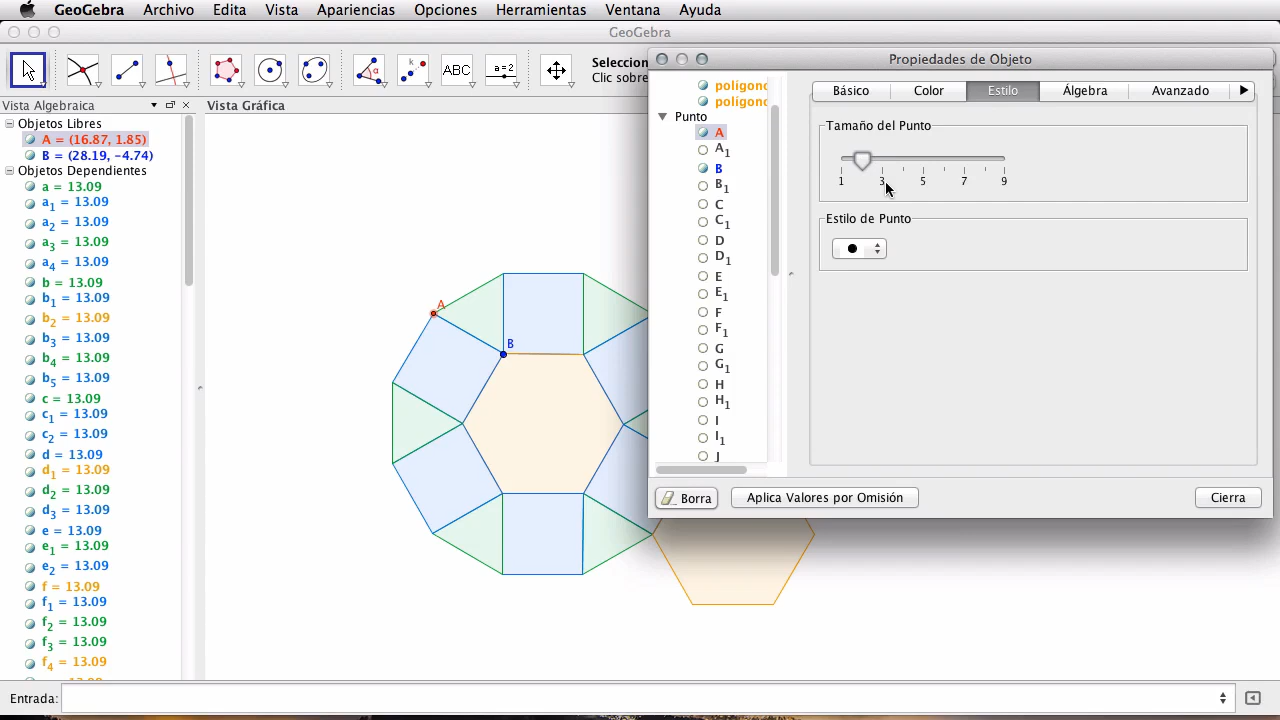 GeoGebra Archivo Edita Vista Apariencias Opciones Herramientas Ventana Ayuda
GeoGebra
ABC
a=2
Seleccion
Clic sobre
Vista Algebraica
Vista Gráfica
Objetos Libres
A = (16.87, 1.85)
B = (28.19, −4.74)
Objetos Dependientes
a = 13.09
a1 = 13.09
a2 = 13.09
a3 = 13.09
a4 = 13.09
b = 13.09
b1 = 13.09
b2 = 13.09
b3 = 13.09
b4 = 13.09
b5 = 13.09
c = 13.09
c1 = 13.09
c2 = 13.09
d = 13.09
d1 = 13.09
d2 = 13.09
d3 = 13.09
e = 13.09
e1 = 13.09
e2 = 13.09
f = 13.09
f1 = 13.09
f2 = 13.09
f3 = 13.09
f4 = 13.09
A
B
Propiedades de Objeto
polígono
polígono
Punto
A
A1
B
B1
C
C1
D
D1
E
E1
F
F1
G
G1
H
H1
I
I1
J
Básico Color Estilo Álgebra Avanzado
Tamaño del Punto
1 3 5 7 9
Estilo de Punto
Borra Aplica Valores por Omisión Cierra
Entrada: